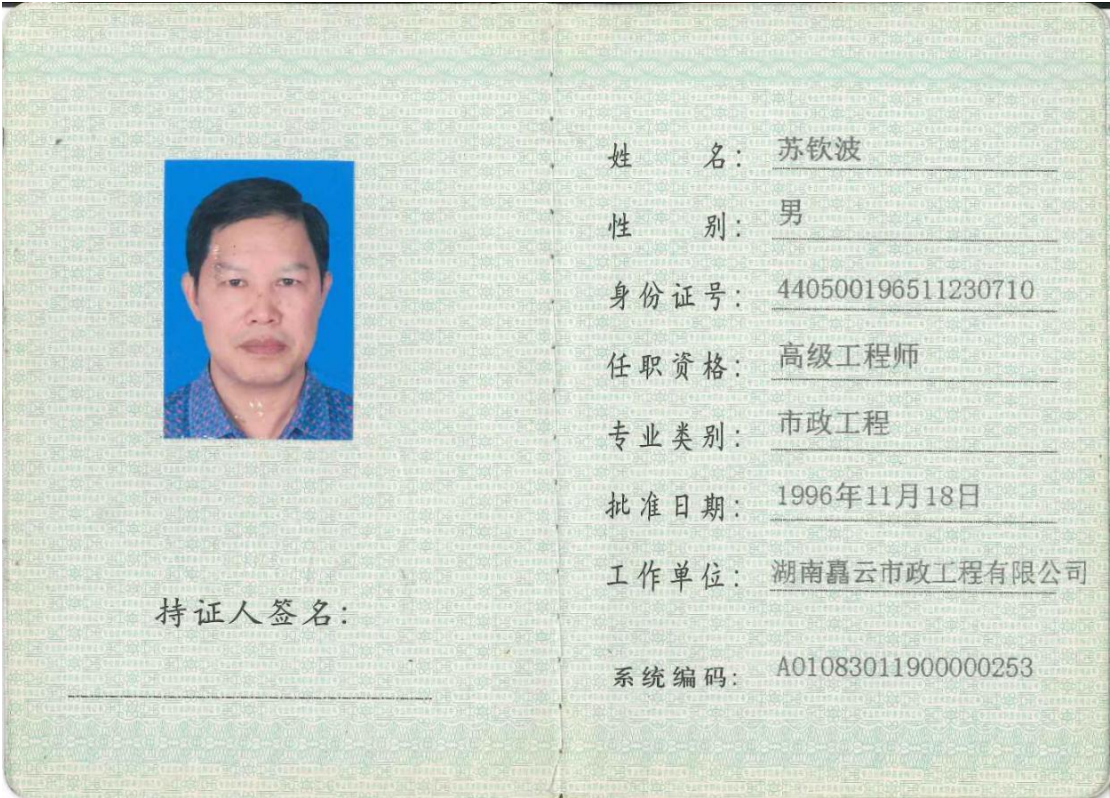 持证人签名：
姓名：苏钦波
性别：男
身份证号：440500196511230710
任职资格：高级工程师
专业类别：市政工程
批准日期：1996年11月18日
工作单位：湖南嚞云市政工程有限公司
系统编码：A01083011900000253